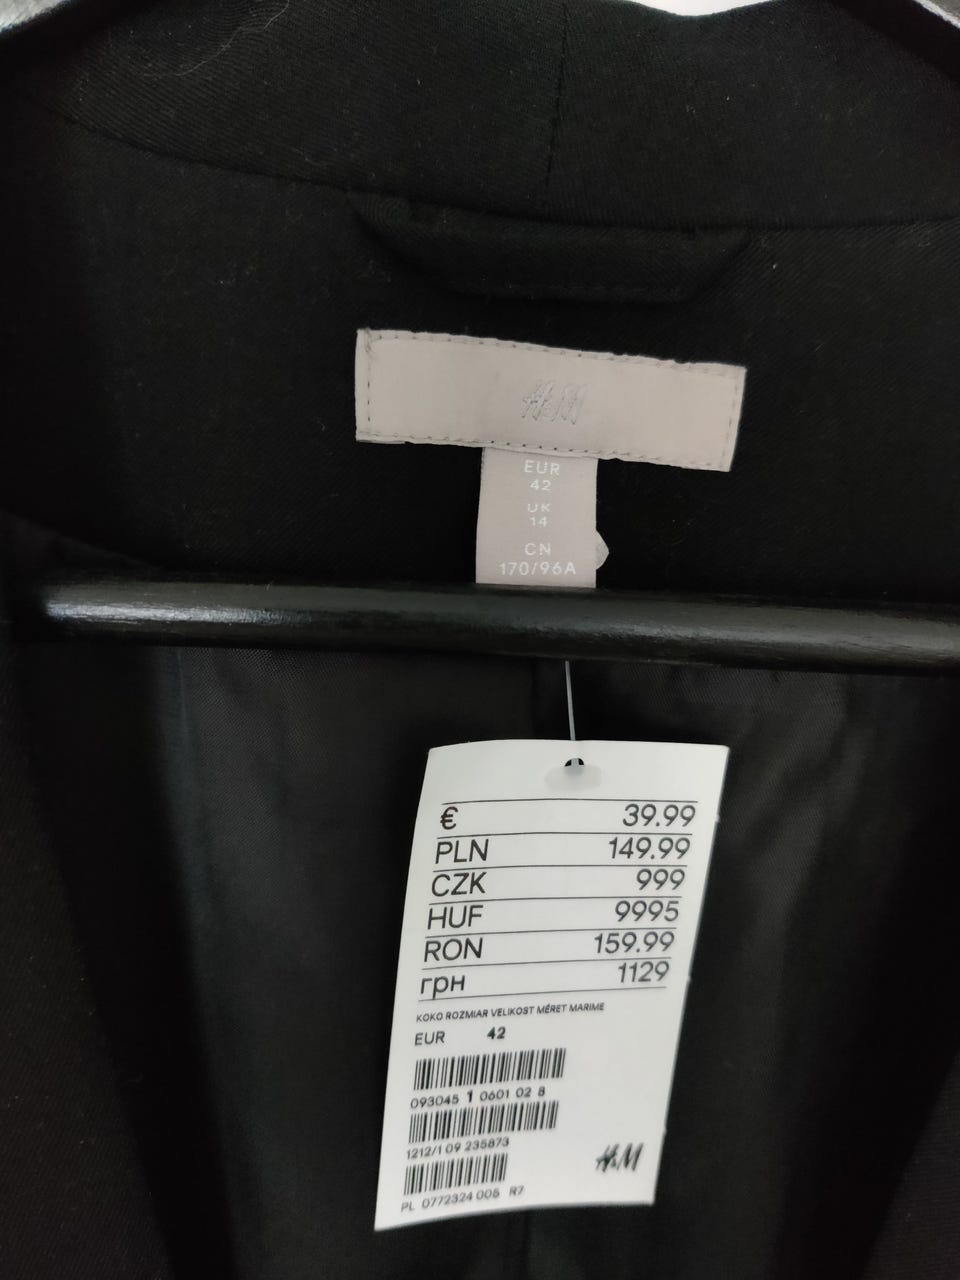 H&M
EUR
42
UK
14
CN
170/96A
€ 39.99
PLN 149.99
CZK 999
HUF 9995
RON 159.99
грн 1129
KOKO ROZMIAR VELIKOST MÉRET MARIME
EUR 42
093045 1 0601 02 8
1212/1 09 235873
H&M
PL 0772324 005 R7